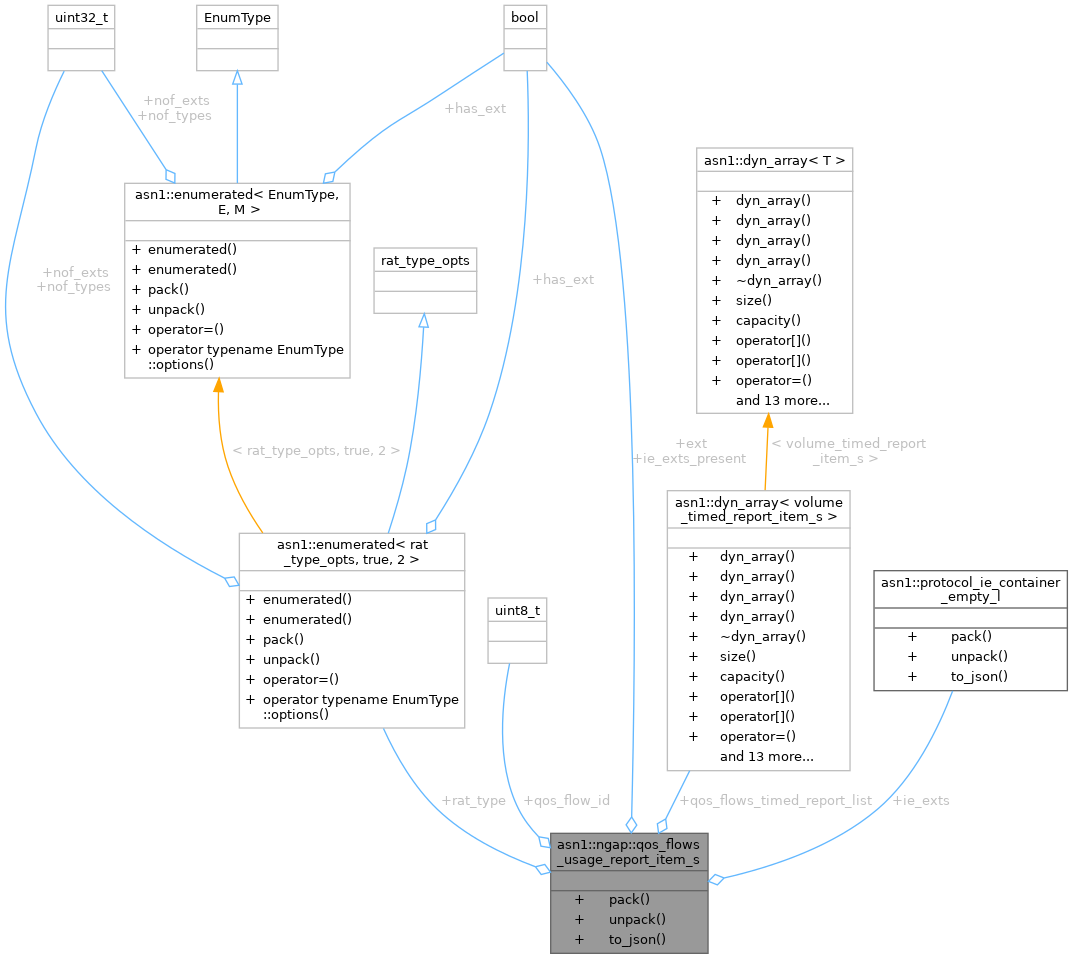 uint32_t
EnumType
bool
+nof_exts
+nof_types
+has_ext
asn1::dyn_array< T >
+ dyn_array()
+ dyn_array()
+ dyn_array()
+ dyn_array()
+ ~dyn_array()
+ size()
+ capacity()
+ operator[]()
+ operator[]()
+ operator=()
and 13 more...
asn1::enumerated< EnumType,
E, M >
+ enumerated()
+ enumerated()
+ pack()
+ unpack()
+ operator=()
+ operator typename EnumType
::options()
rat_type_opts
+nof_exts
+nof_types
+has_ext
< rat_type_opts, true, 2 >
+ext
+ie_exts_present
< volume_timed_report
_item_s >
asn1::dyn_array< volume
_timed_report_item_s >
+ dyn_array()
+ dyn_array()
+ dyn_array()
+ dyn_array()
+ ~dyn_array()
+ size()
+ capacity()
+ operator[]()
+ operator[]()
+ operator=()
and 13 more...
asn1::enumerated< rat
_type_opts, true, 2 >
+ enumerated()
+ enumerated()
+ pack()
+ unpack()
+ operator=()
+ operator typename EnumType
::options()
uint8_t
asn1::protocol_ie_container
_empty_l
+ pack()
+ unpack()
+ to_json()
+rat_type
+qos_flow_id
+qos_flows_timed_report_list
+ie_exts
asn1::ngap::qos_flows
_usage_report_item_s
+ pack()
+ unpack()
+ to_json()